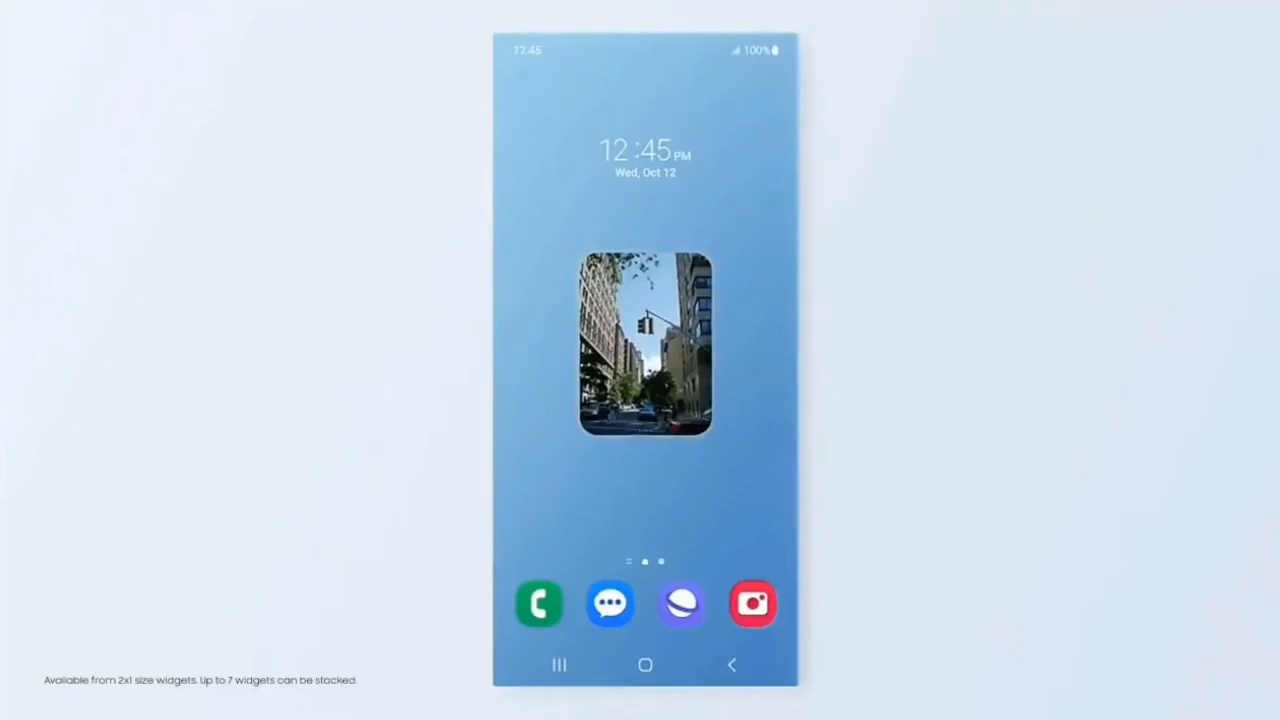 12:45
100%
12:45 PM
Wed, Oct 12
Available from 2x1 size widgets. Up to 7 widgets can be stacked.